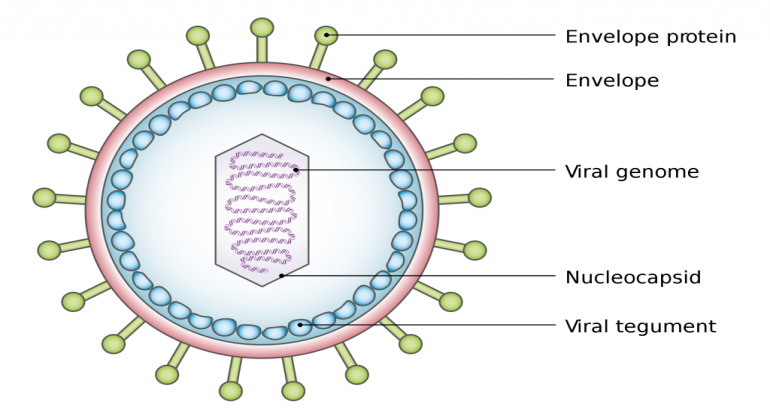 Envelope protein
Envelope
Viral genome
Nucleocapsid
Viral tegument